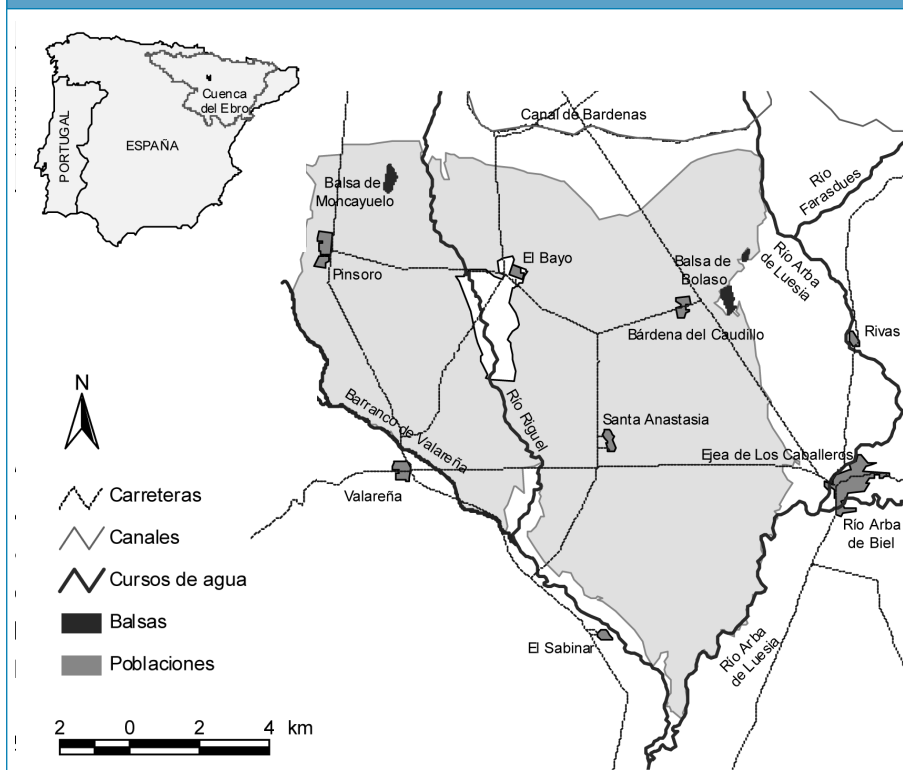 PORTUGAL
ESPAÑA
Cuenca
del Ebro
Canal de Bardenas
Río
Farasdues
Balsa de
Moncayuelo
Pinsoro
El Bayo
Balsa de
Bolaso
Río Arba
de Luesia
Bárdena del Caudillo
Rivas
N
Barranco de Valareña
Río Riguel
Santa Anastasia
Ejea de Los Caballeros
Valareña
Río Arba
de Biel
El Sabinar
Río Arba
de Luesia
Carreteras
Canales
Cursos de agua
Balsas
Poblaciones
2 0 2 4 km